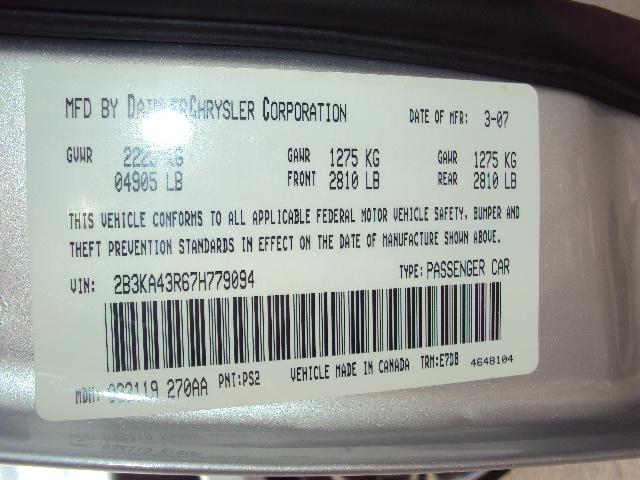 MFD BY DAIMLERCHRYSLER CORPORATION DATE OF MFR: 3-07
GVWR KG GAWR 1275 KG GAWR 1275 KG
04905 LB FRONT 2810 LB REAR 2810 LB
THIS VEHICLE CONFORMS TO ALL APPLICABLE FEDERAL MOTOR VEHICLE SAFETY, BUMPER AND
THEFT PREVENTION STANDARDS IN EFFECT ON THE DATE OF MANUFACTURE SHOWN ABOVE.
VIN: 2B3KA43R67H779094 TYPE: PASSENGER CAR
MDH: 270AA PNT:PS2 VEHICLE MADE IN CANADA TRM:E7DB 4648104